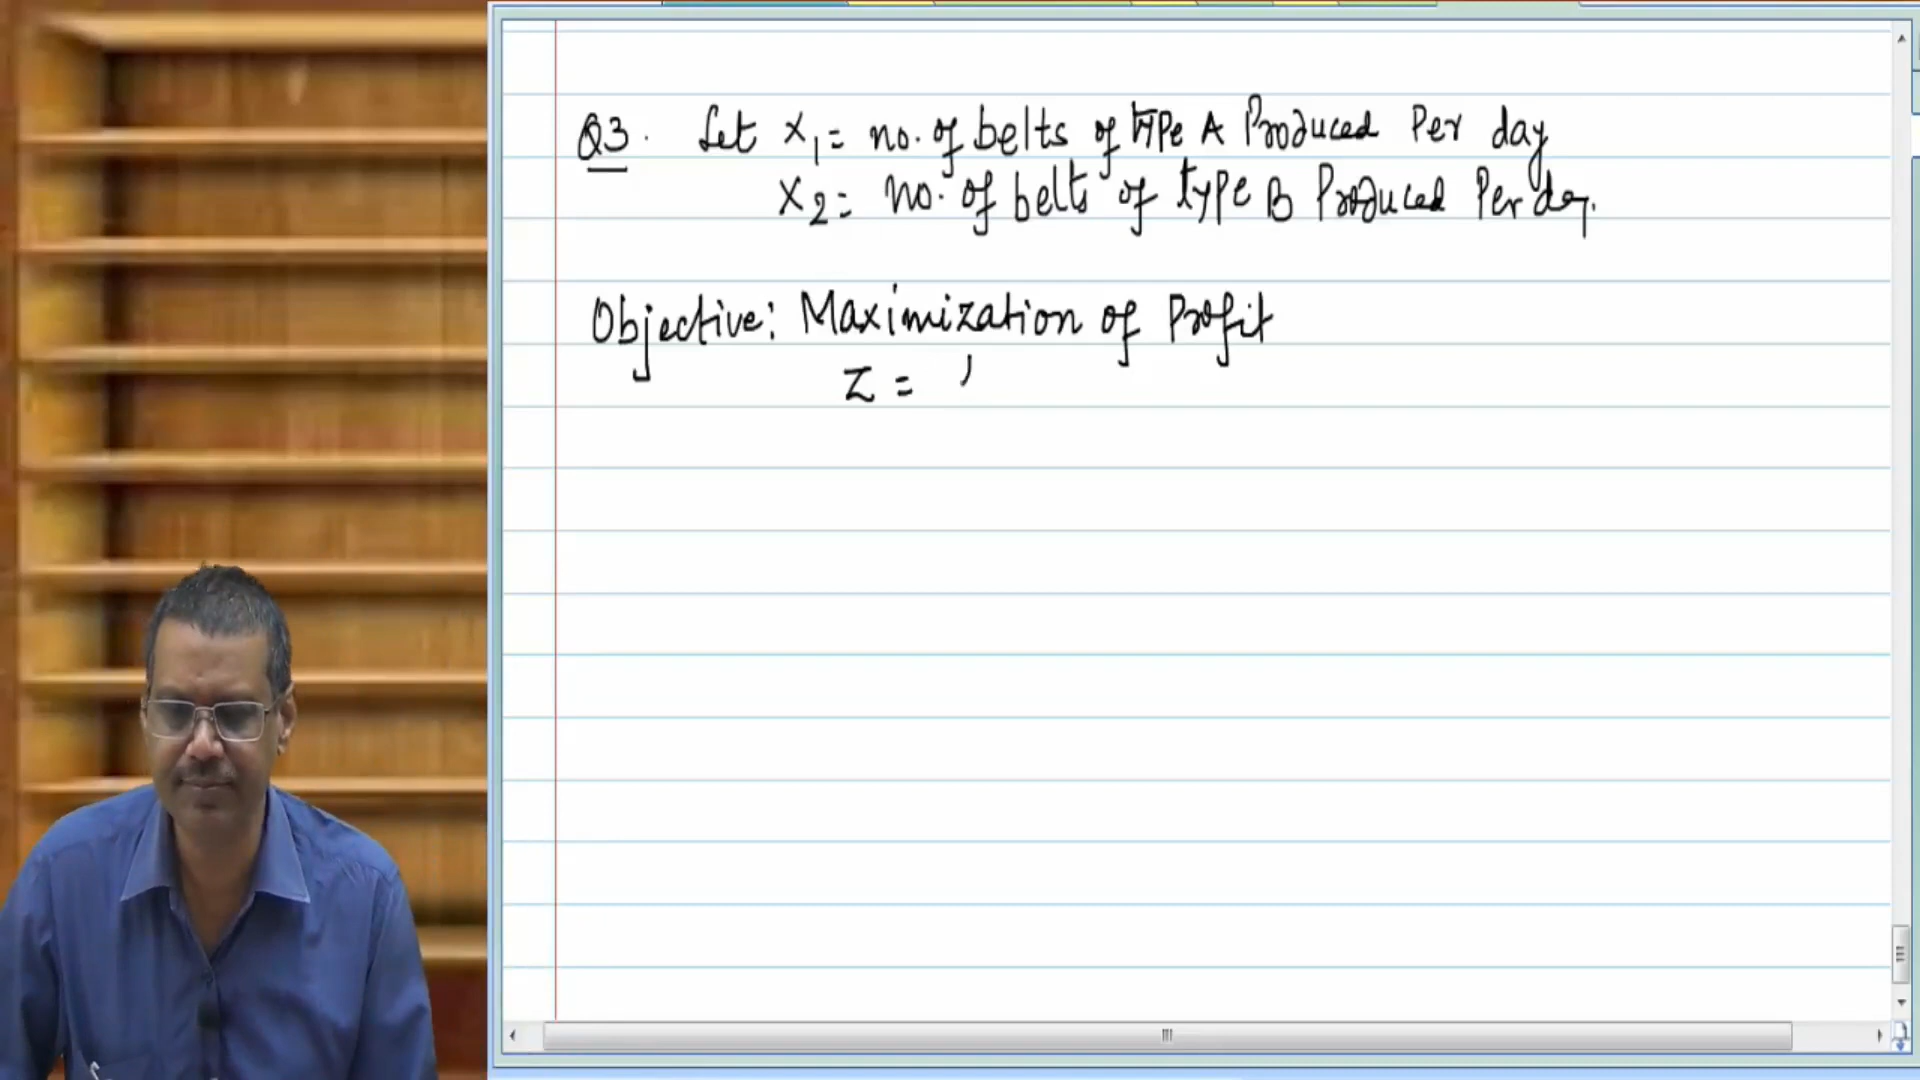 Q3. Let x₁ = no. of belts of type A Produced Per day
x₂ = no. of belts of type B Produced Per day.
Objective: Maximization of Profit
Z =